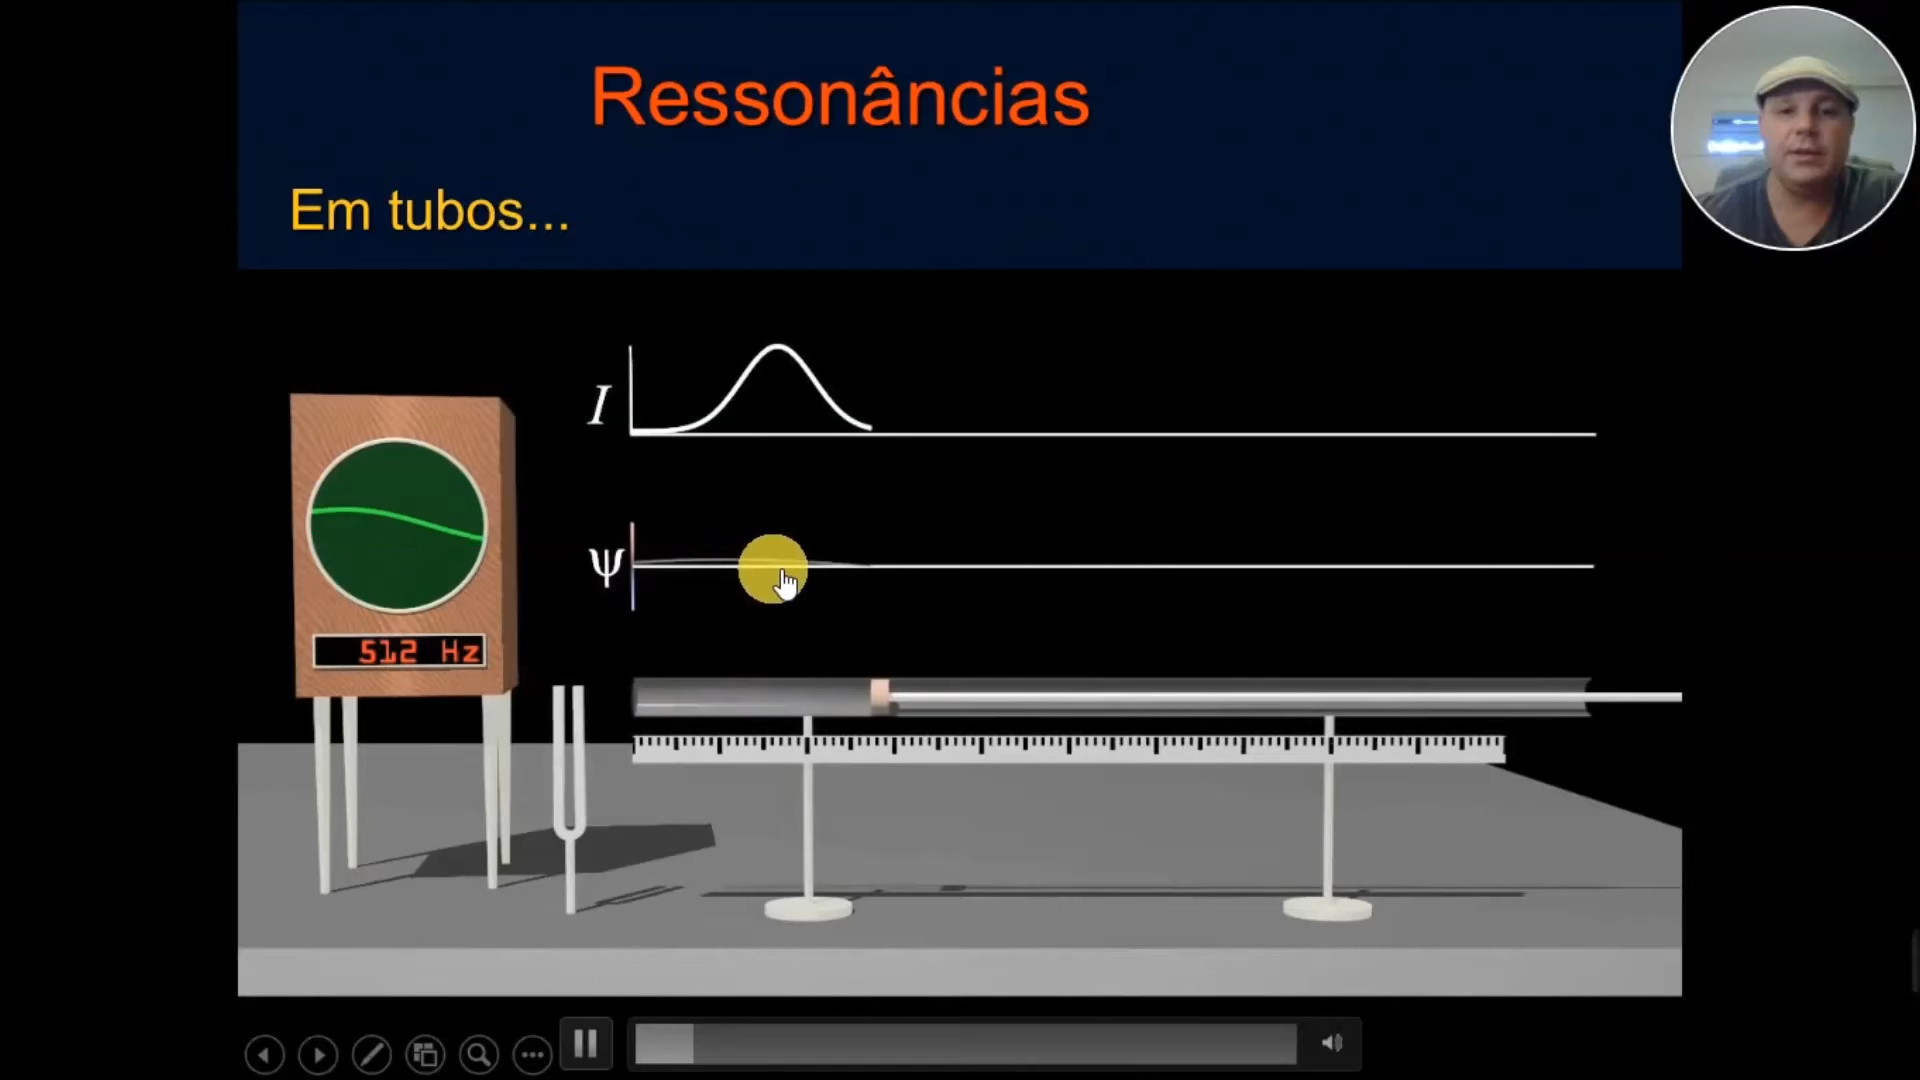 Ressonâncias
Em tubos...
I
ψ
512 Hz